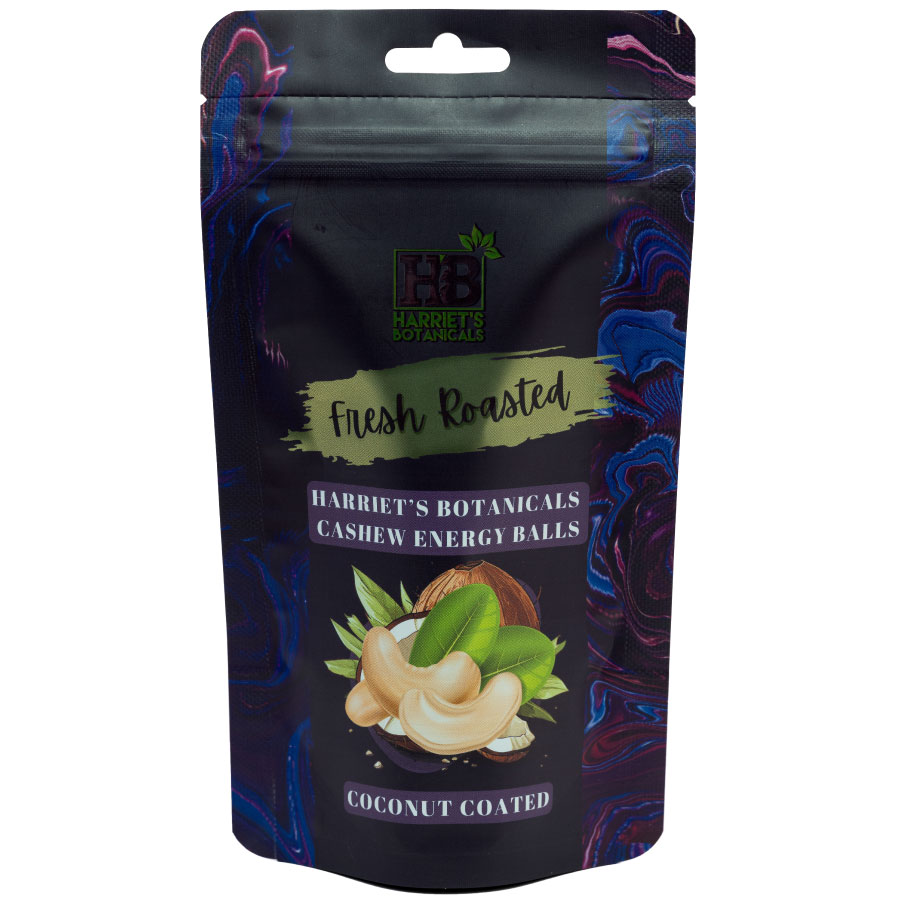 HB
HARRIET'S
BOTANICALS
Fresh Roasted
HARRIET'S BOTANICALS
CASHEW ENERGY BALLS
COCONUT COATED